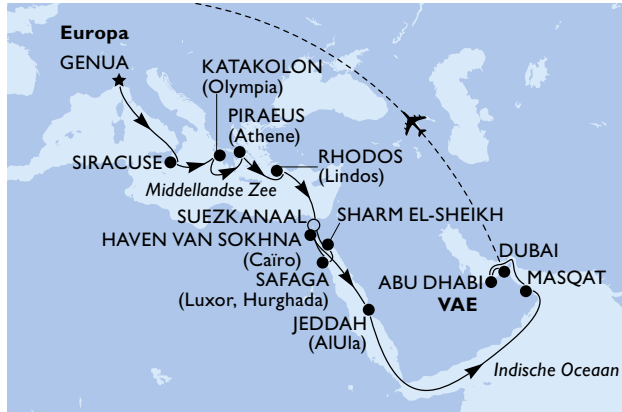 Europa
GENUA
KATAKOLON
(Olympia)
PIRAEUS
(Athene)
SIRACUSE
RHODOS
(Lindos)
Middellandse Zee
SUEZKANAAL
SHARM EL-SHEIKH
HAVEN VAN SOKHNA
(Caïro)
SAFAGA
(Luxor, Hurghada)
JEDDAH
(AlUla)
DUBAI
ABU DHABI
MASQAT
VAE
Indische Oceaan